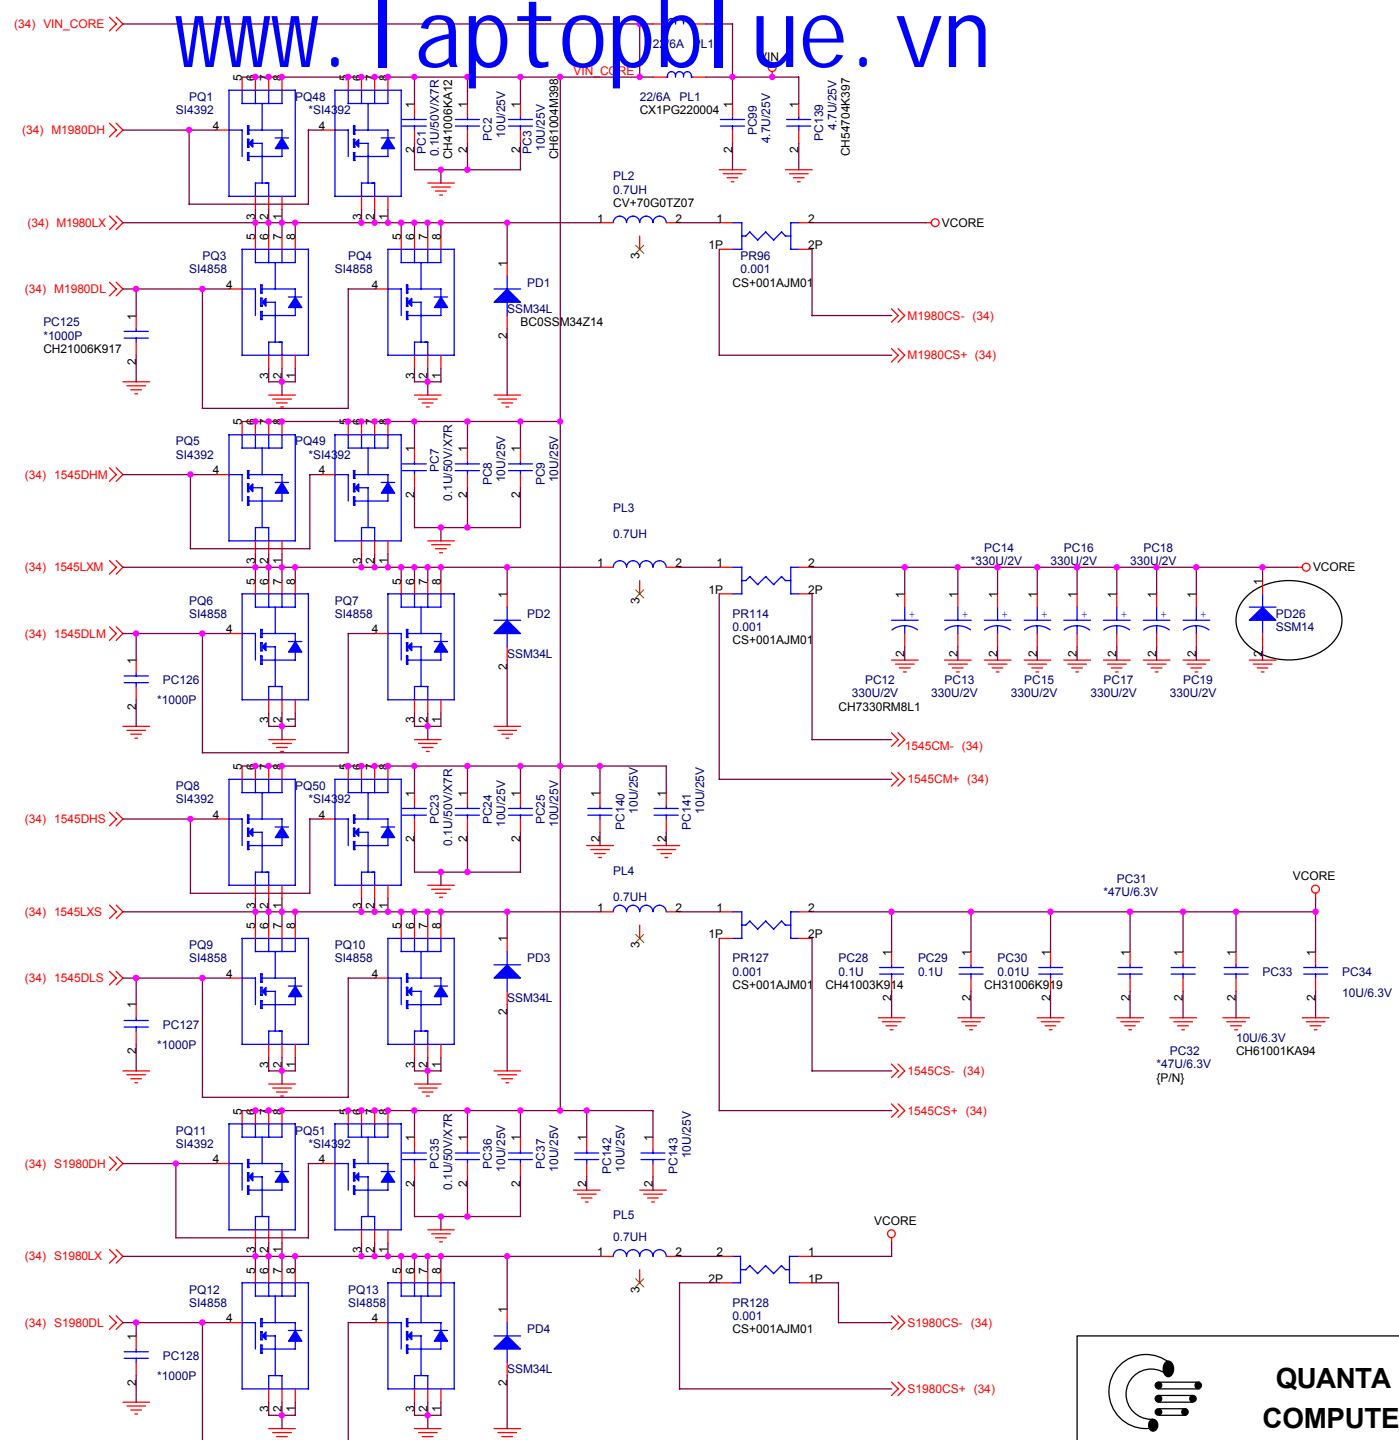 www.laptopblue.vn
(34) VIN_CORE
22/6A PL1
VIN
VIN_CORE
22/6A PL1
CX1PG220004
PQ1
SI4392
PQ48
*SI4392
PC1
0.1U/50V/X7R
CH41006KA12
PC2
10U/25V
PC3
10U/25V
CH61004M398
PC99
4.7U/25V
PC139
4.7U/25V
CH54704K397
(34) M1980DH
PL2
0.7UH
CV+70G0TZ07
(34) M1980LX
VCORE
PQ3
SI4858
PQ4
SI4858
PR96
0.001
CS+001AJM01
PD1
SSM34L
BC0SSM34Z14
(34) M1980DL
PC125
*1000P
CH21006K917
M1980CS- (34)
M1980CS+ (34)
PQ5
SI4392
PQ49
*SI4392
PC7
0.1U/50V/X7R
PC8
10U/25V
PC9
10U/25V
(34) 1545DHM
PL3
0.7UH
(34) 1545LXM
PC14
*330U/2V
PC16
330U/2V
PC18
330U/2V
VCORE
PQ6
SI4858
PQ7
SI4858
PD2
SSM34L
PR114
0.001
CS+001AJM01
PD26
SSM14
(34) 1545DLM
PC126
*1000P
PC12
330U/2V
CH7330RM8L1
PC13
330U/2V
PC15
330U/2V
PC17
330U/2V
PC19
330U/2V
1545CM- (34)
1545CM+ (34)
PQ8
SI4392
PQ50
*SI4392
PC23
0.1U/50V/X7R
PC24
10U/25V
PC25
10U/25V
PC140
10U/25V
PC141
10U/25V
(34) 1545DHS
PL4
0.7UH
(34) 1545LXS
PC31
*47U/6.3V
VCORE
PQ9
SI4858
PQ10
SI4858
PD3
SSM34L
PR127
0.001
CS+001AJM01
PC28
0.1U
CH41003K914
PC29
0.1U
PC30
0.01U
CH31006K919
PC33
10U/6.3V
CH61001KA94
PC34
10U/6.3V
(34) 1545DLS
PC127
*1000P
PC32
*47U/6.3V
{P/N}
1545CS- (34)
1545CS+ (34)
PQ11
SI4392
PQ51
*SI4392
PC35
0.1U/50V/X7R
PC36
10U/25V
PC37
10U/25V
PC142
10U/25V
PC143
10U/25V
(34) S1980DH
PL5
0.7UH
VCORE
(34) S1980LX
PQ12
SI4858
PQ13
SI4858
PD4
SSM34L
PR128
0.001
CS+001AJM01
(34) S1980DL
PC128
*1000P
S1980CS- (34)
S1980CS+ (34)
QUANTA
COMPUTE